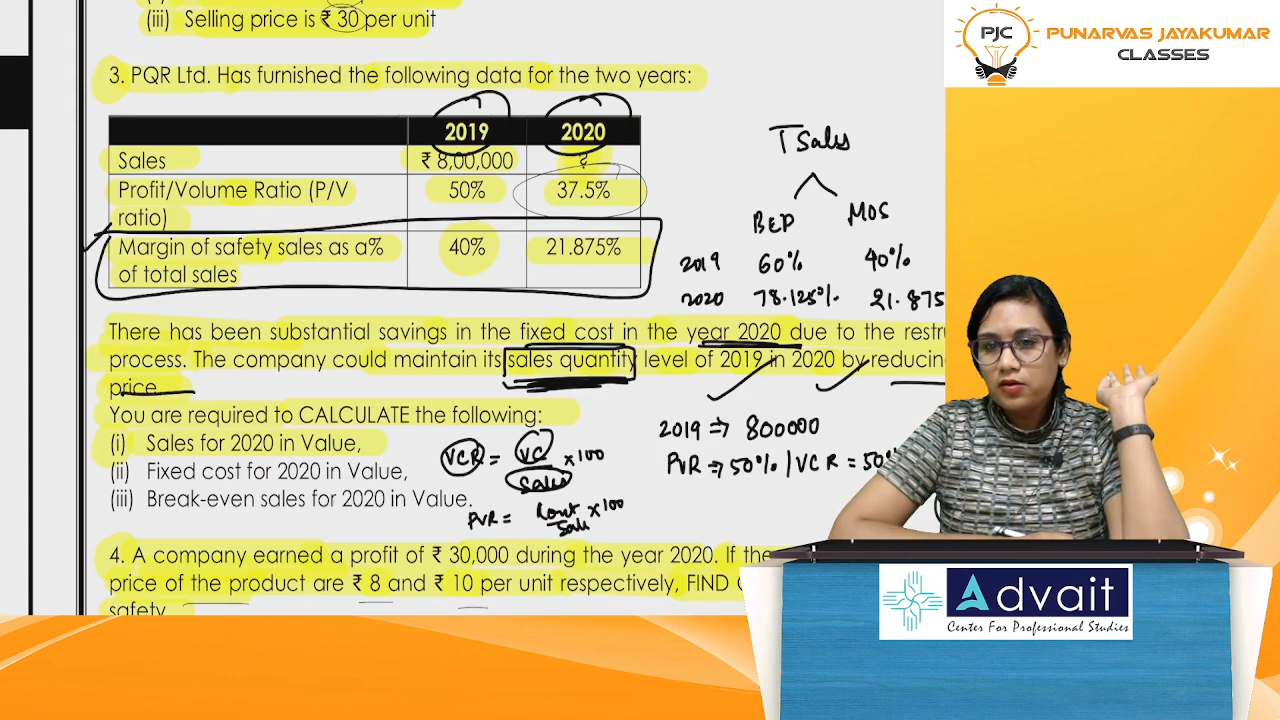 (iii) Selling price is ₹ 30 per unit
PJC PUNARVAS JAYAKUMAR
CLASSES
3. PQR Ltd. Has furnished the following data for the two years:
2019 2020
Sales ₹ 8,00,000 ?
Profit/Volume Ratio (P/V ratio) 50% 37.5%
Margin of safety sales as a% of total sales 40% 21.875%
T Sales
BEP MOS
2019 60% 40%
2020 78.125% 21.875
There has been substantial savings in the fixed cost in the year 2020 due to the
process. The company could maintain its sales quantity level of 2019 in 2020 by
price
You are required to CALCULATE the following:
(i) Sales for 2020 in Value,
(ii) Fixed cost for 2020 in Value,
(iii) Break-even sales for 2020 in Value.
VCR = VC
Sales x 100
PVR = Cont
Sales x 100
2019 ⇒ 800000
PVR ⇒ 50% / VCR = 50%
4. A company earned a profit of ₹ 30,000 during the year 2020. If the
price of the product are ₹ 8 and ₹ 10 per unit respectively, FIND
safety
Advait
Center For Professional Studies